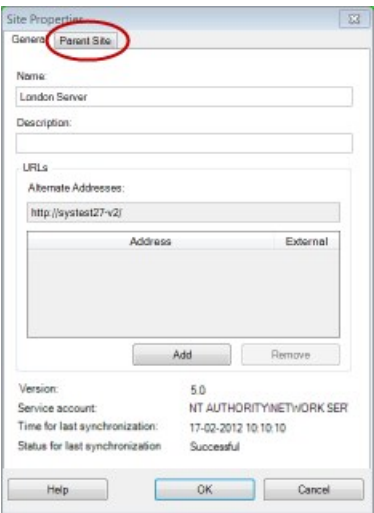 Site Properties
General Parent Site
Name:
London Server
Description:
URLs
Alternate Addresses:
http://systest27-v2/
Address External
Add Remove
Version: 5.0
Service account: NT AUTHORITY\NETWORK SER
Time for last synchronization: 17-02-2012 10:10:10
Status for last synchronization Successful
Help OK Cancel